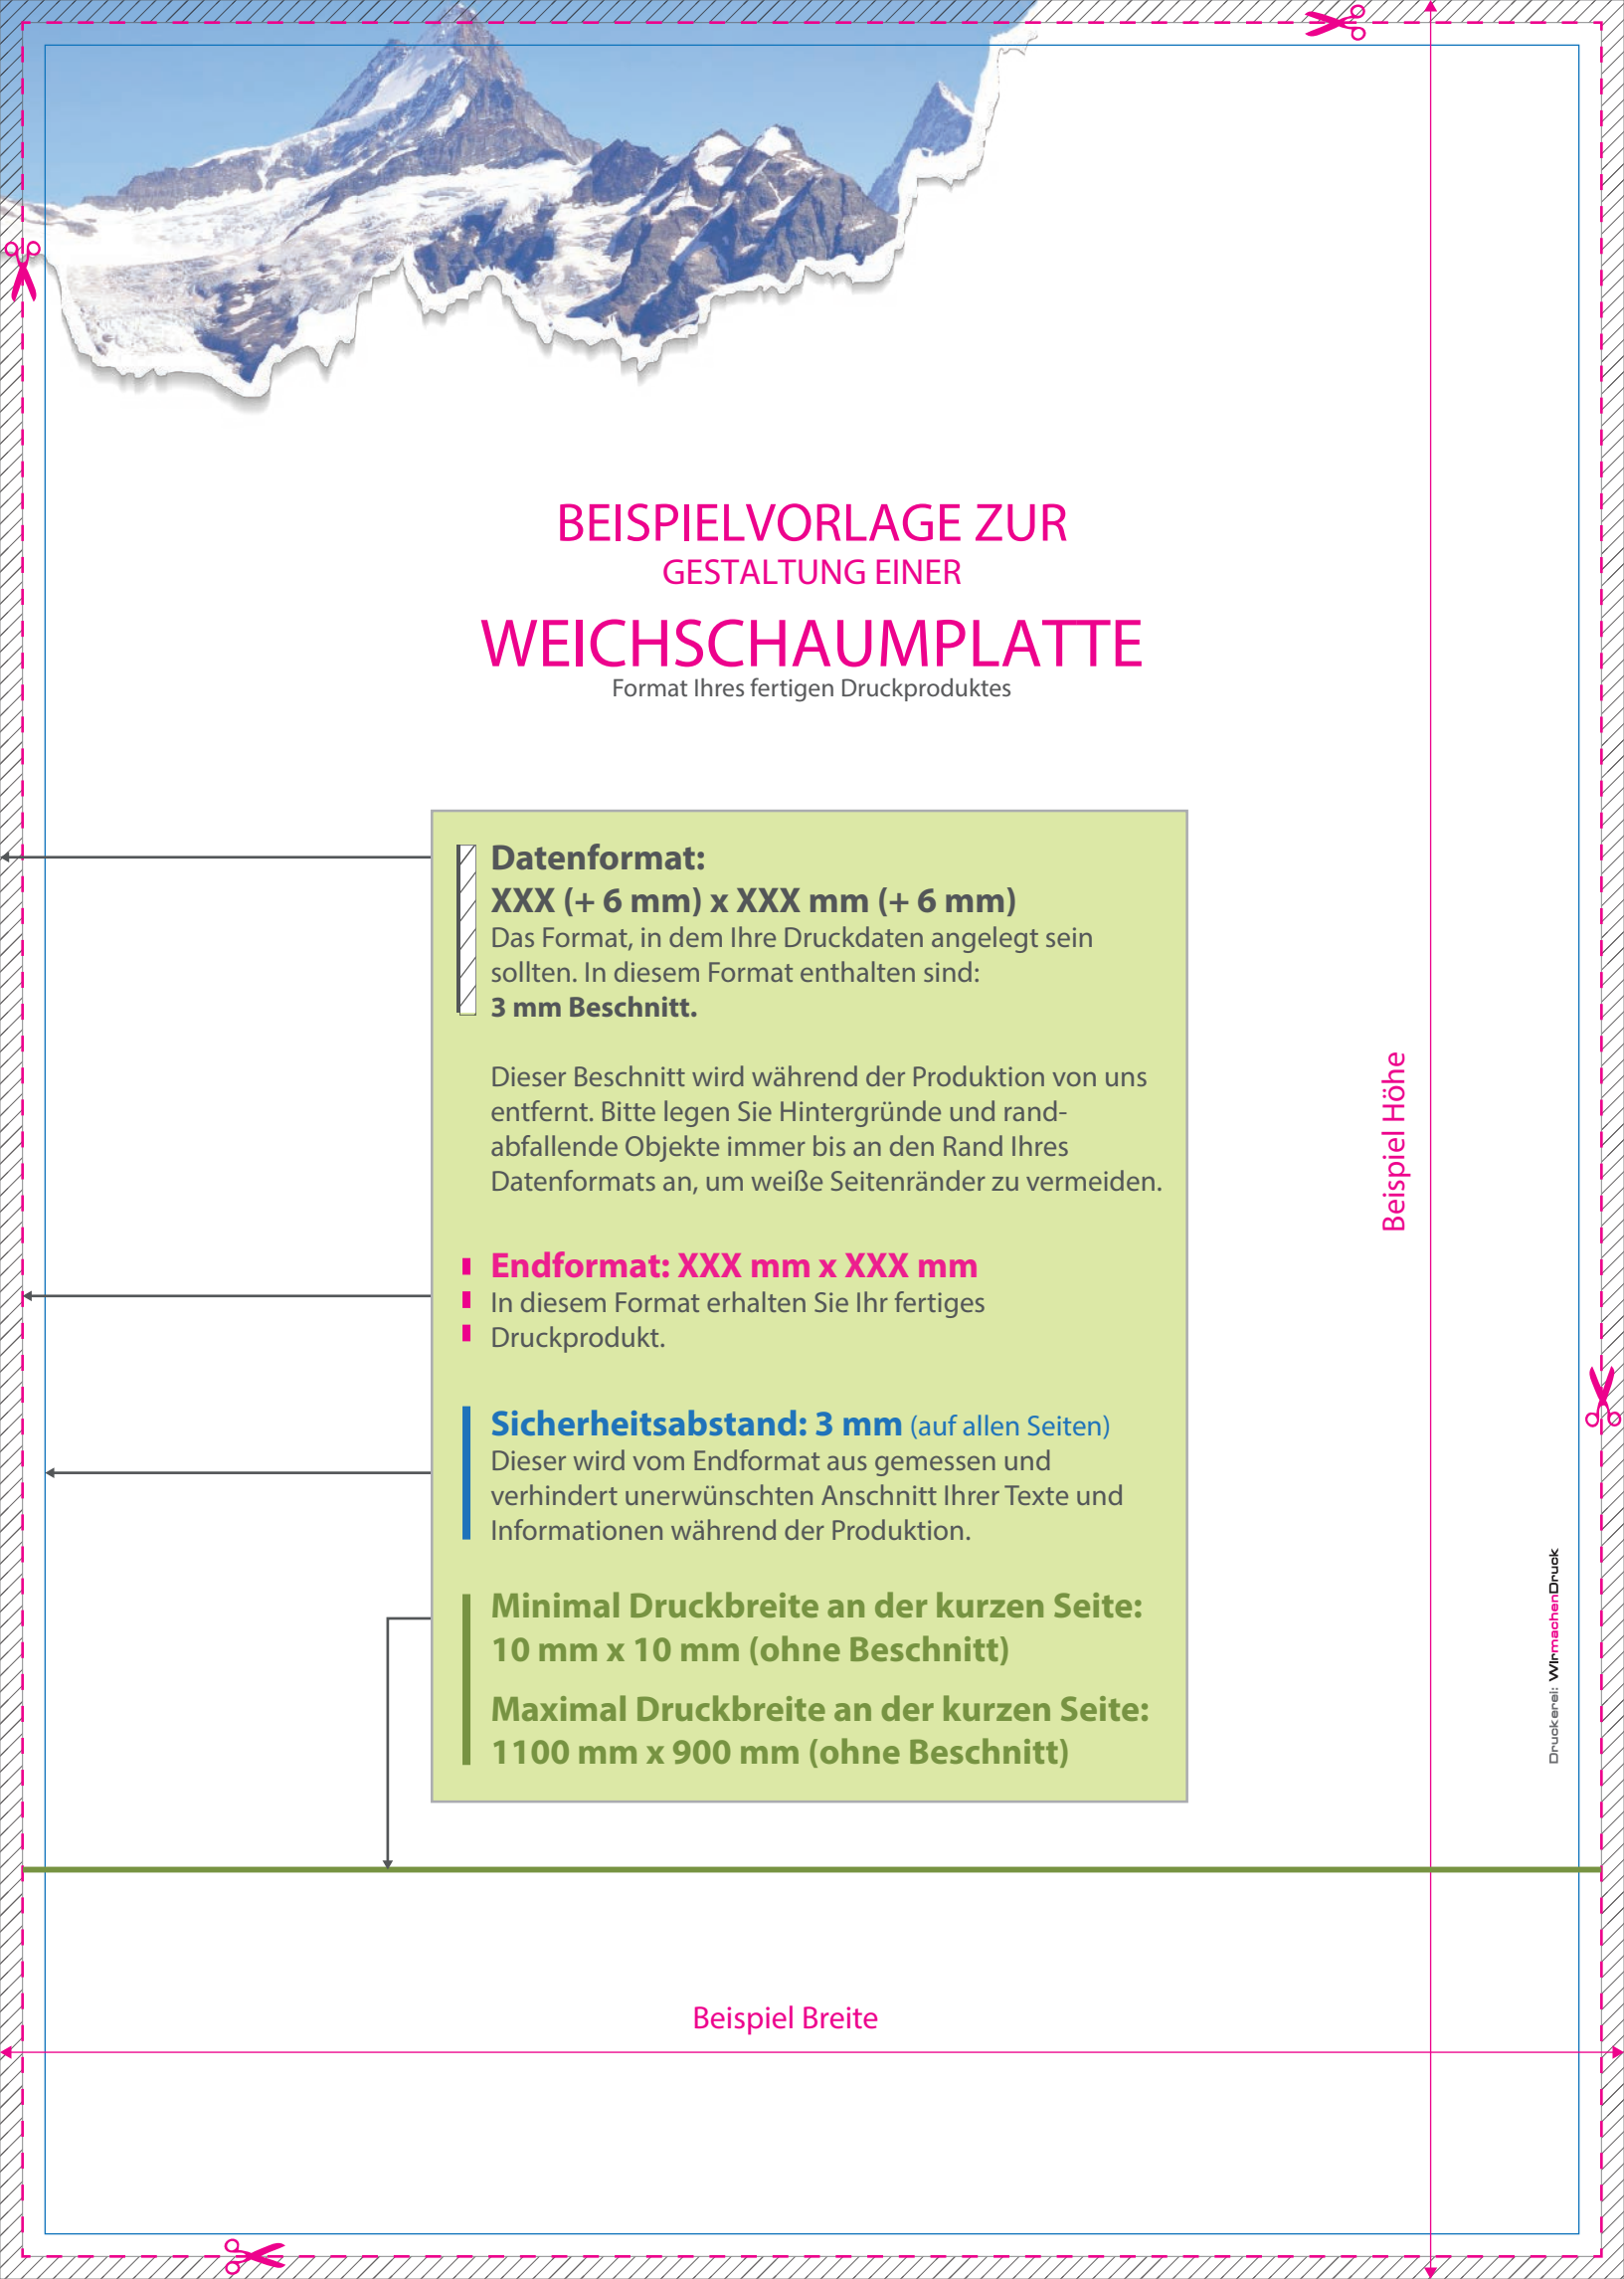 BEISPIELVORLAGE ZUR
GESTALTUNG EINER
WEICHSCHAUMPLATTE
Format Ihres fertigen Druckproduktes
Datenformat:
XXX (+ 6 mm) x XXX mm (+ 6 mm)
Das Format, in dem Ihre Druckdaten angelegt sein
sollten. In diesem Format enthalten sind:
3 mm Beschnitt.
Dieser Beschnitt wird während der Produktion von uns
entfernt. Bitte legen Sie Hintergründe und rand-
abfallende Objekte immer bis an den Rand Ihres
Datenformats an, um weiße Seitenränder zu vermeiden.
Endformat: XXX mm x XXX mm
In diesem Format erhalten Sie Ihr fertiges
Druckprodukt.
Sicherheitsabstand: 3 mm (auf allen Seiten)
Dieser wird vom Endformat aus gemessen und
verhindert unerwünschten Anschnitt Ihrer Texte und
Informationen während der Produktion.
Minimal Druckbreite an der kurzen Seite:
10 mm x 10 mm (ohne Beschnitt)
Maximal Druckbreite an der kurzen Seite:
1100 mm x 900 mm (ohne Beschnitt)
Beispiel Höhe
Druckerei: WirmachenDruck
Beispiel Breite